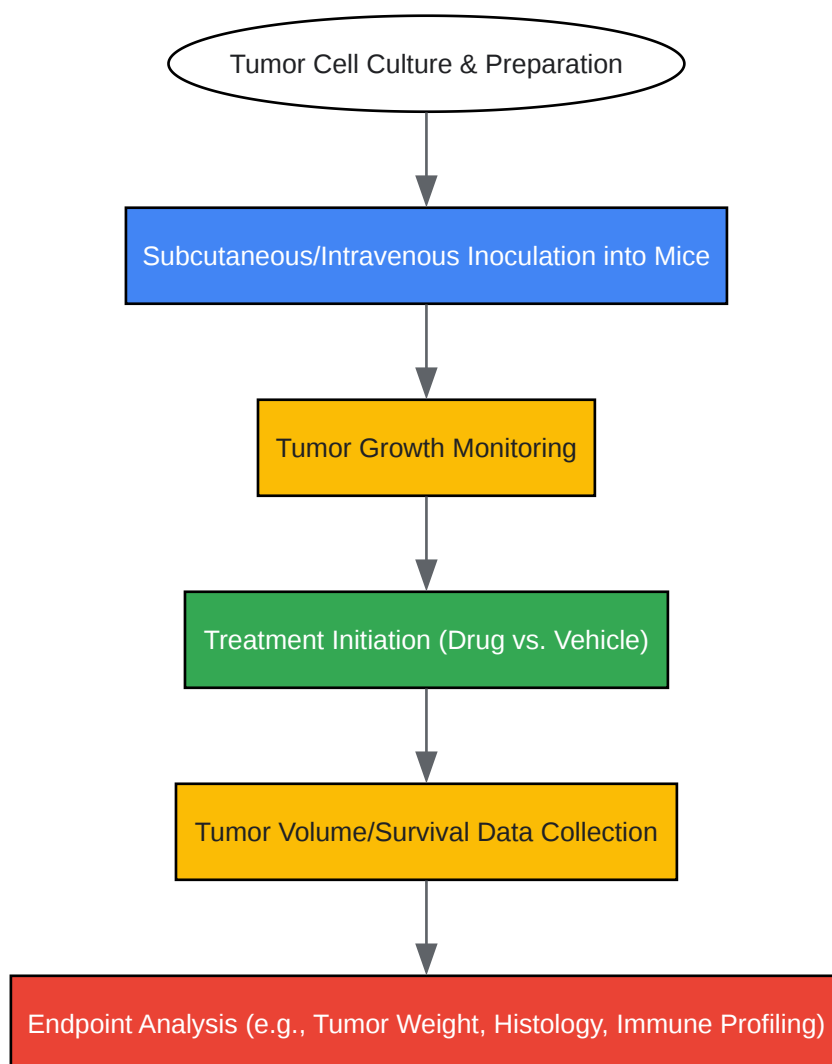 Tumor Cell Culture & Preparation
Subcutaneous/Intravenous Inoculation into Mice
Tumor Growth Monitoring
Treatment Initiation (Drug vs. Vehicle)
Tumor Volume/Survival Data Collection
Endpoint Analysis (e.g., Tumor Weight, Histology, Immune Profiling)